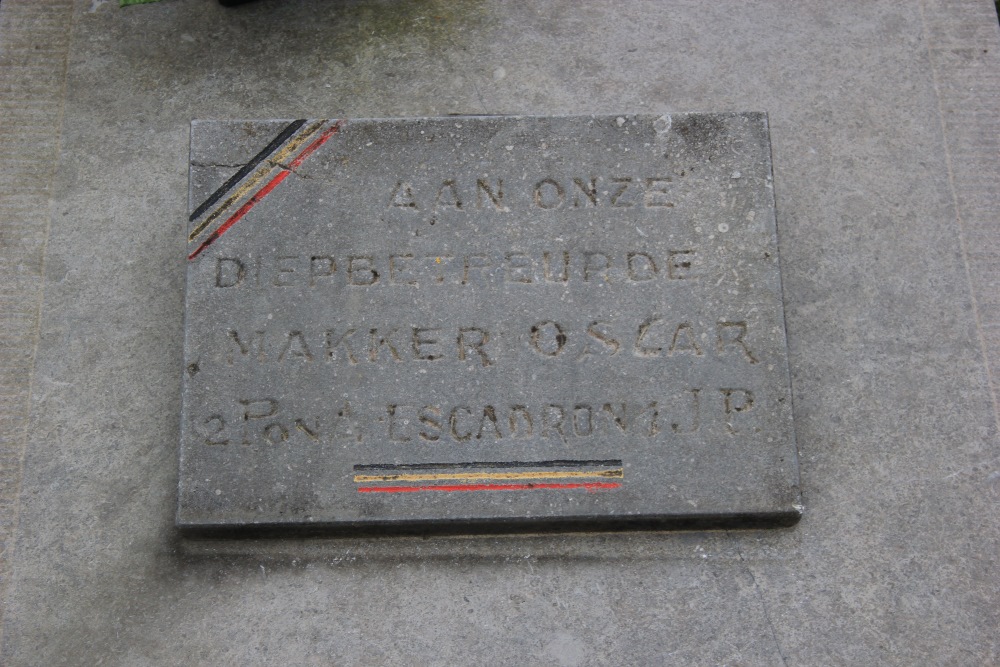 AAN ONZE
DIEPBETREURDE
MAKKER OSCAR
2 PON 4 ESCADRON 1 J P.